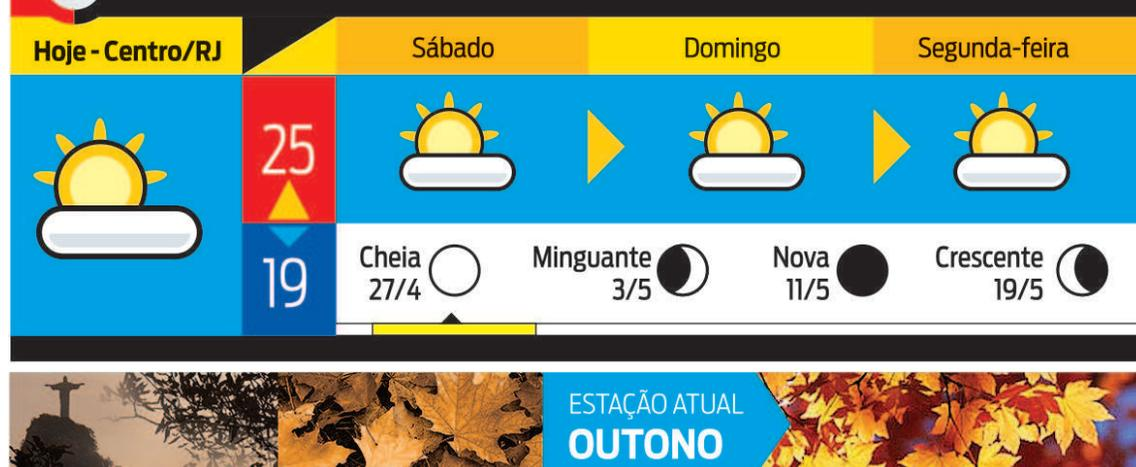 Hoje - Centro/RJ
Sábado
Domingo
Segunda-feira
25
19
Cheia
27/4
Minguante
3/5
Nova
11/5
Crescente
19/5
ESTAÇÃO ATUAL
OUTONO